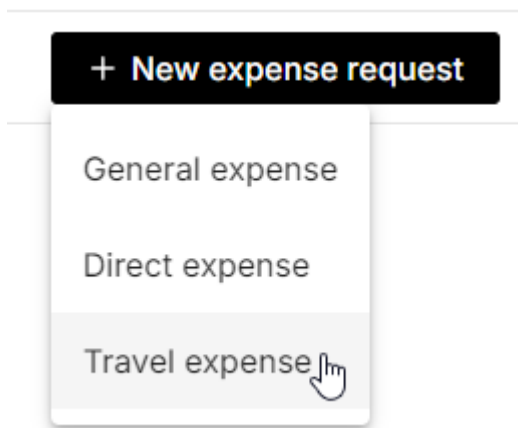 + New expense request
General expense
Direct expense
Travel expense